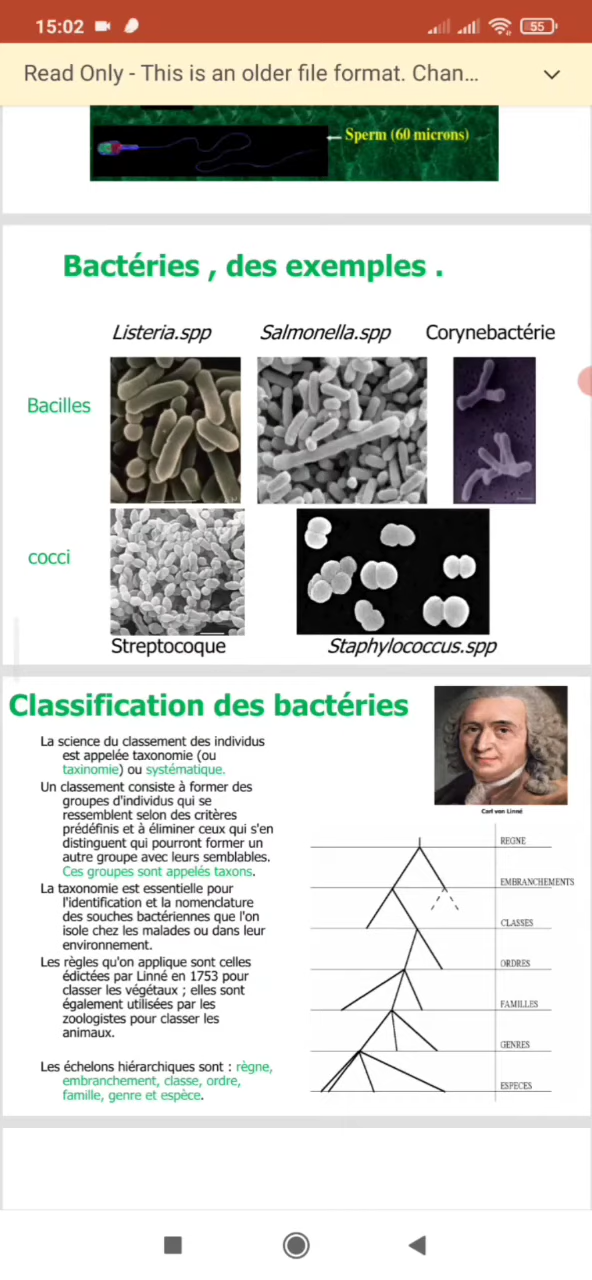 15:02
55
Read Only - This is an older file format. Chan...
Sperm (60 microns)
Bactéries , des exemples .
Listeria.spp
Salmonella.spp
Corynebactérie
Bacilles
cocci
Streptocoque
Staphylococcus.spp
Classification des bactéries
La science du classement des individus
est appelée taxonomie (ou
taxinomie) ou systématique.
Un classement consiste à former des
groupes d'individus qui se
ressemblent selon des critères
prédéfinis et à éliminer ceux qui s'en
distinguent qui pourront former un
autre groupe avec leurs semblables.
Ces groupes sont appelés taxons.
La taxonomie est essentielle pour
l'identification et la nomenclature
des souches bactériennes que l'on
isole chez les malades ou dans leur
environnement.
Les règles qu'on applique sont celles
édictées par Linné en 1753 pour
classer les végétaux ; elles sont
également utilisées par les
zoologistes pour classer les
animaux.
Les échelons hiérarchiques sont : règne,
embranchement, classe, ordre,
famille, genre et espèce.
Carl von Linné
REGNE
EMBRANCHEMENTS
CLASSES
ORDRES
FAMILLES
GENRES
ESPECES